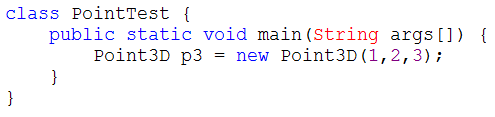 class PointTest {
    public static void main(String args[]) {
        Point3D p3 = new Point3D(1,2,3);
    }
}